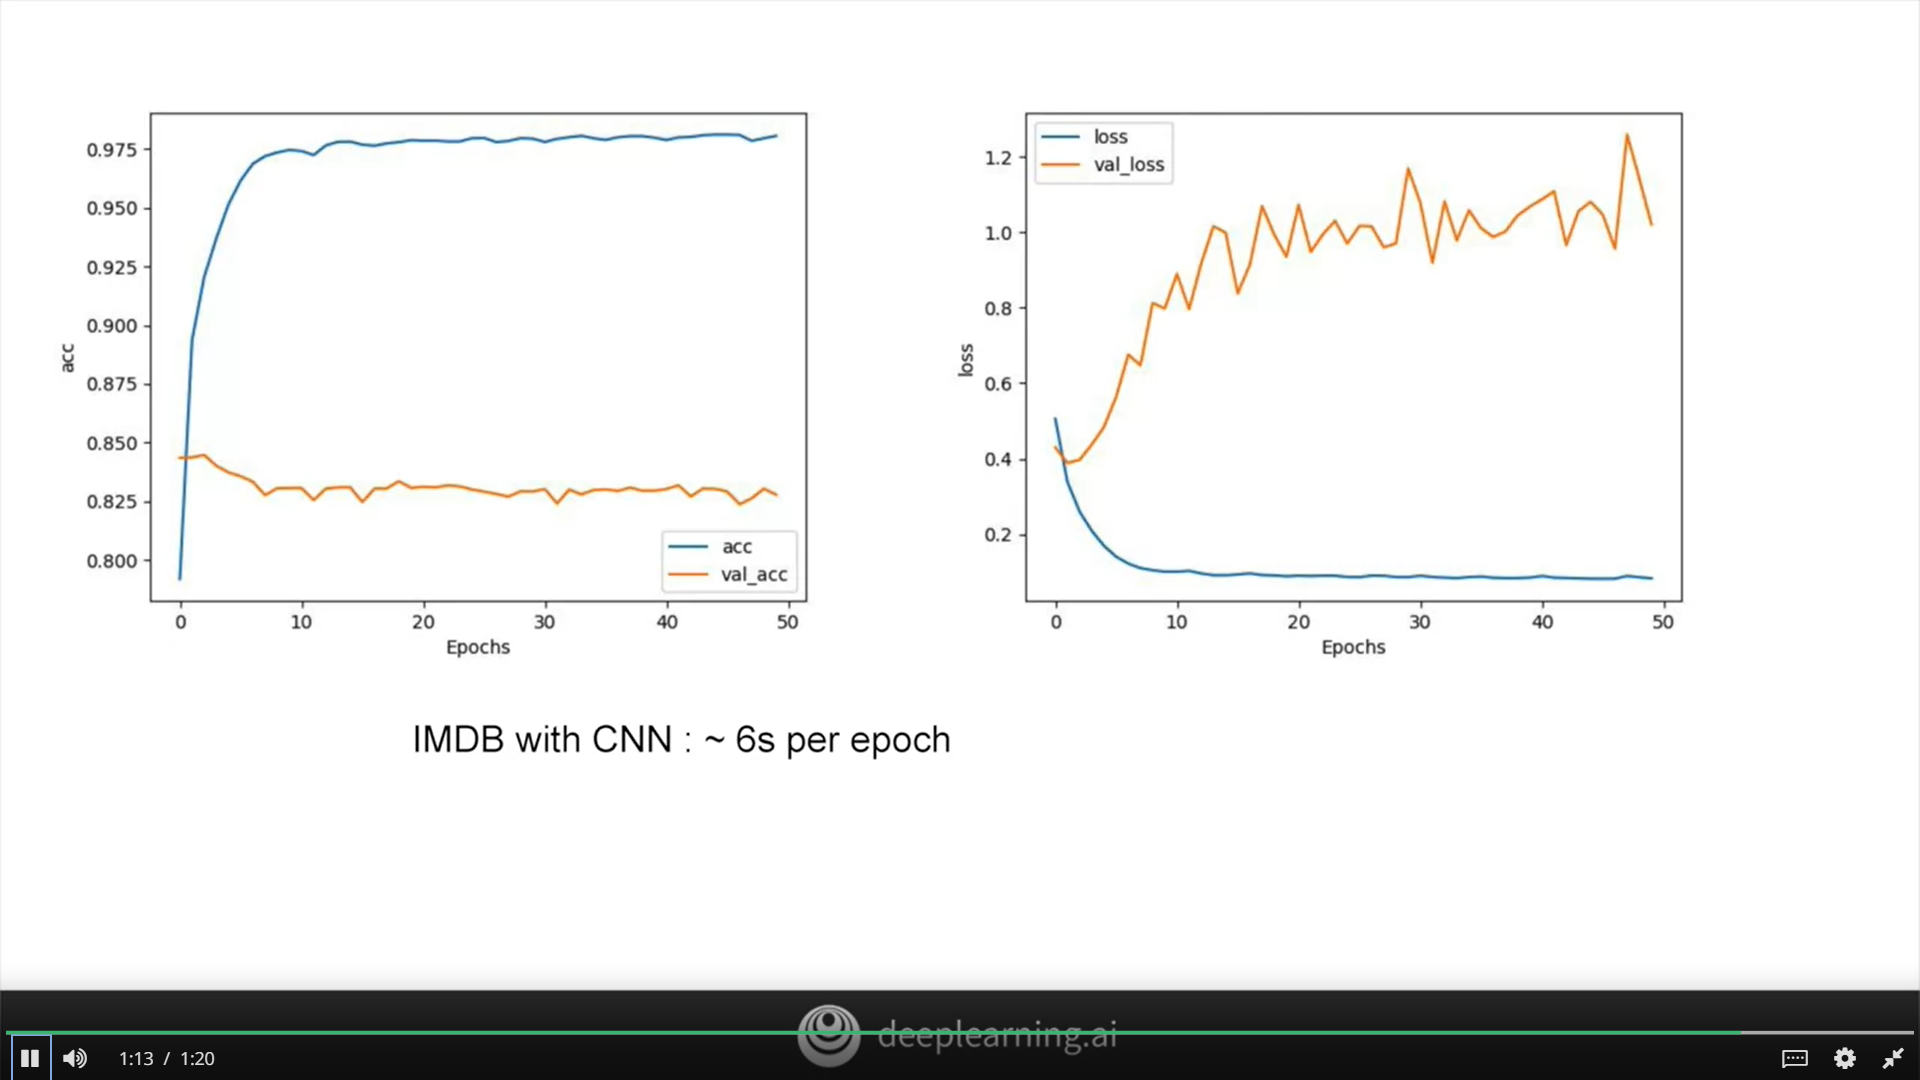 0.975
0.950
0.925
0.900
0.875
0.850
0.825
0.800
acc
acc
val_acc
0 10 20 30 40 50
Epochs
loss
val_loss
1.2
1.0
0.8
0.6
0.4
0.2
loss
0 10 20 30 40 50
Epochs
IMDB with CNN : ~ 6s per epoch
deeplearning.ai
1:13 / 1:20